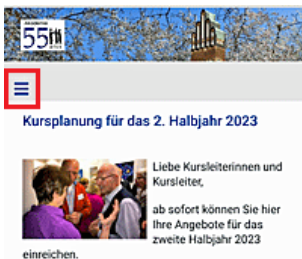 55
Kursplanung für das 2. Halbjahr 2023
Liebe Kursleiterinnen und
Kursleiter,
ab sofort können Sie hier
Ihre Angebote für das
zweite Halbjahr 2023
einreichen.